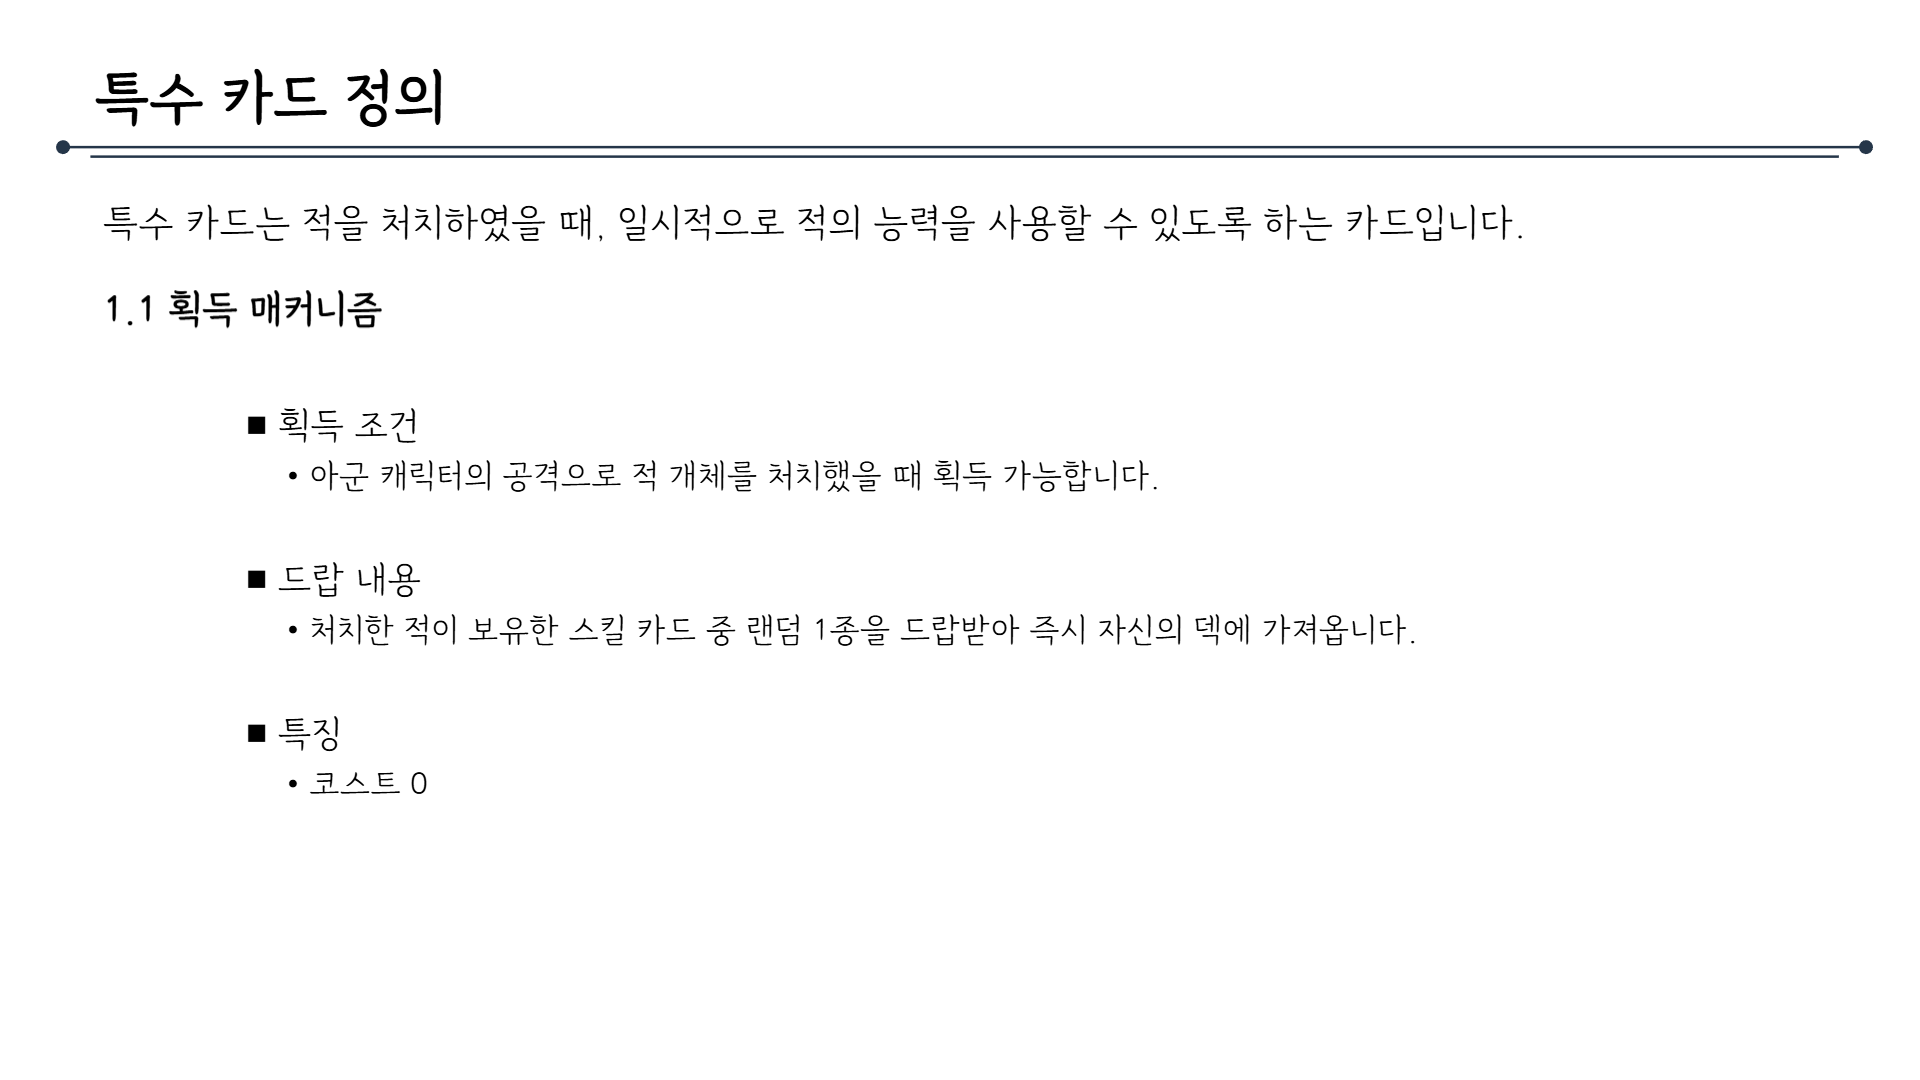 특수 카드 정의
특수 카드는 적을 처치하였을 때, 일시적으로 적의 능력을 사용할 수 있도록 하는 카드입니다.
1.1 획득 매커니즘
■ 획득 조건
• 아군 캐릭터의 공격으로 적 개체를 처치했을 때 획득 가능합니다.
■ 드랍 내용
• 처치한 적이 보유한 스킬 카드 중 랜덤 1종을 드랍받아 즉시 자신의 덱에 가져옵니다.
■ 특징
• 코스트 0